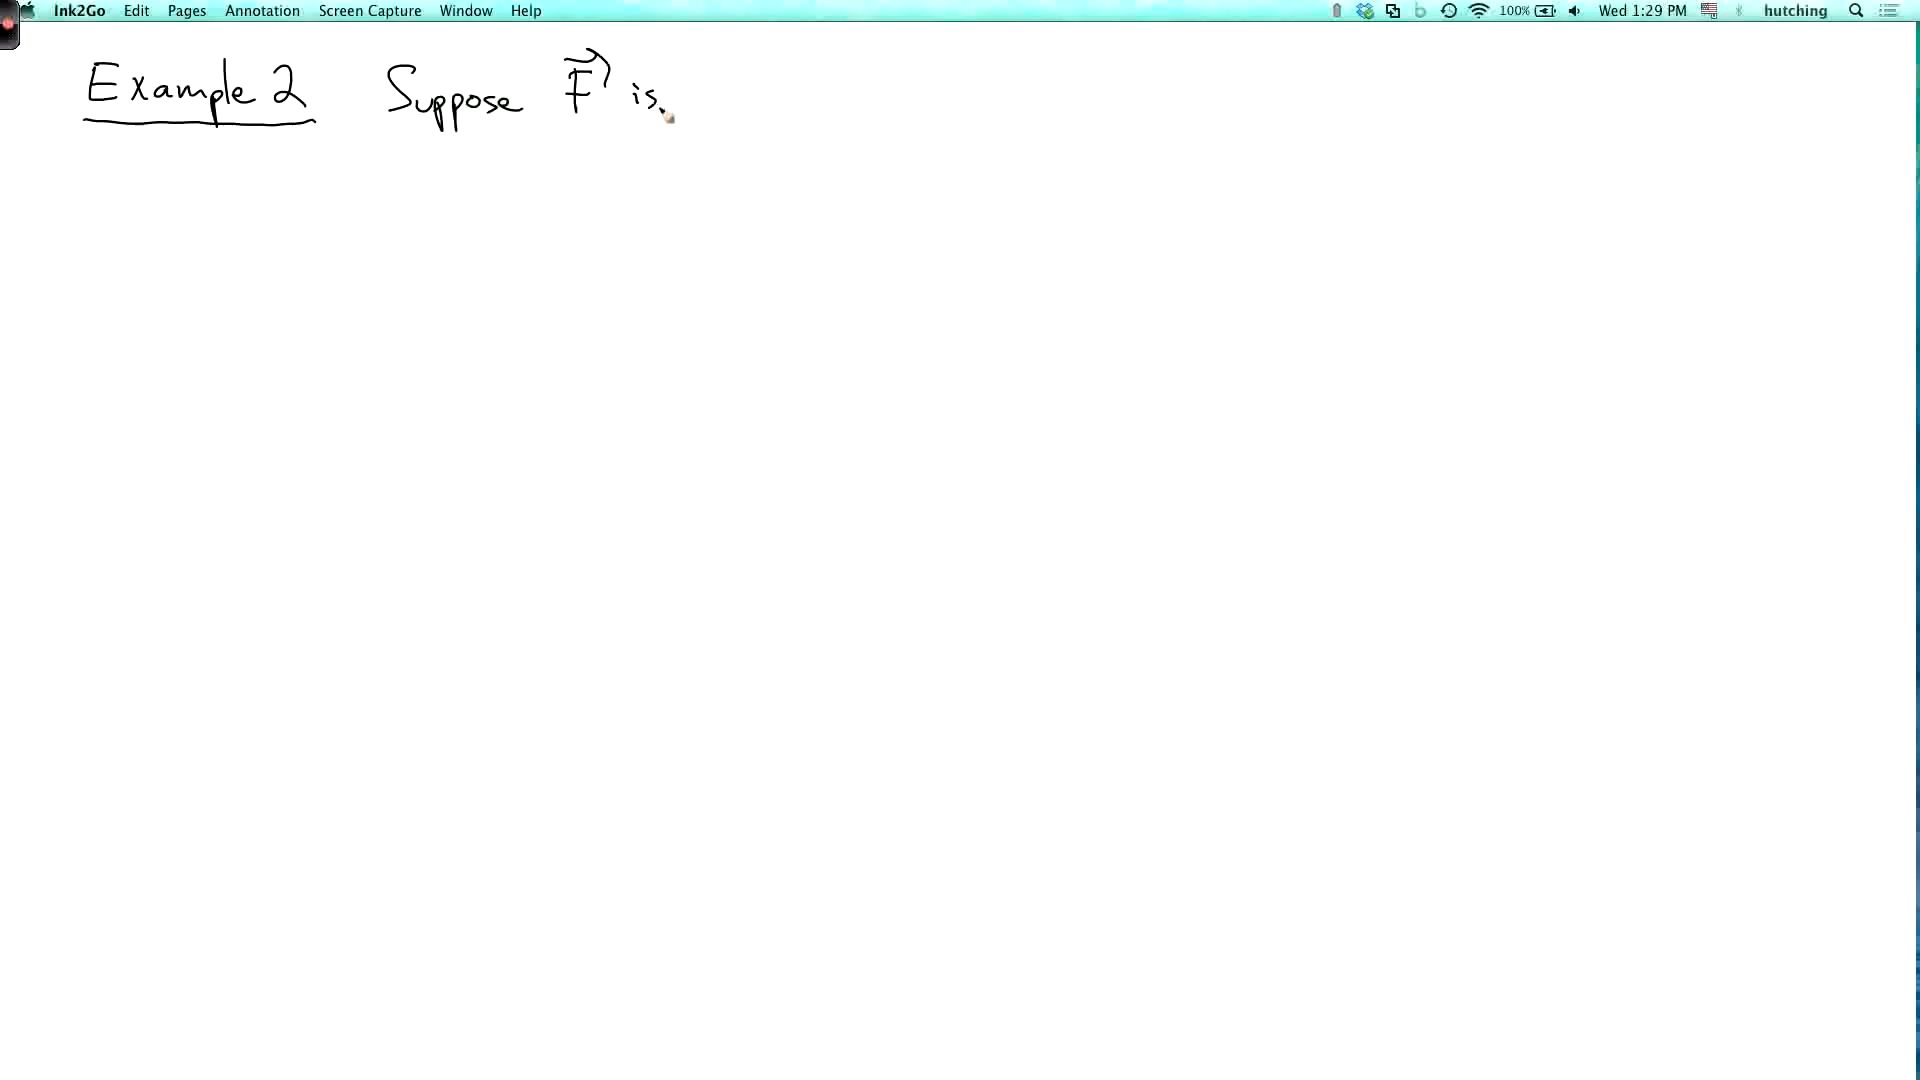 Ink2Go Edit Pages Annotation Screen Capture Window Help 100% Wed 1:29 PM hutching
Example 2 Suppose F⃗ is